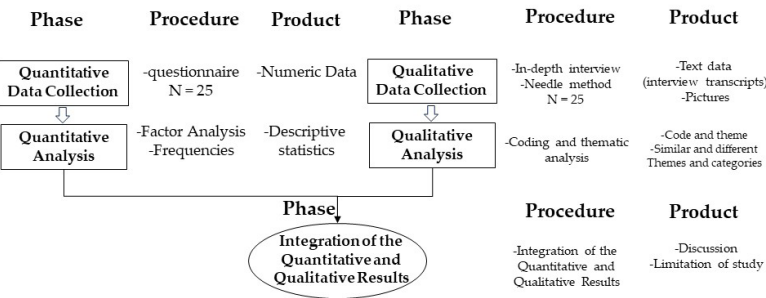 Phase
Procedure
Product
Phase
Procedure
Product
Quantitative
Data Collection
-questionnaire
N = 25
-Numeric Data
Qualitative
Data Collection
-In-depth interview
-Needle method
N = 25
-Text data
(interview transcripts)
-Pictures
Quantitative
Analysis
-Factor Analysis
-Frequencies
-Descriptive
statistics
Qualitative
Analysis
-Coding and thematic
analysis
-Code and theme
-Similar and different
Themes and categories
Phase
Procedure
Product
Integration of the
Quantitative and
Qualitative Results
-Integration of the
Quantitative and
Qualitative Results
-Discussion
-Limitation of study